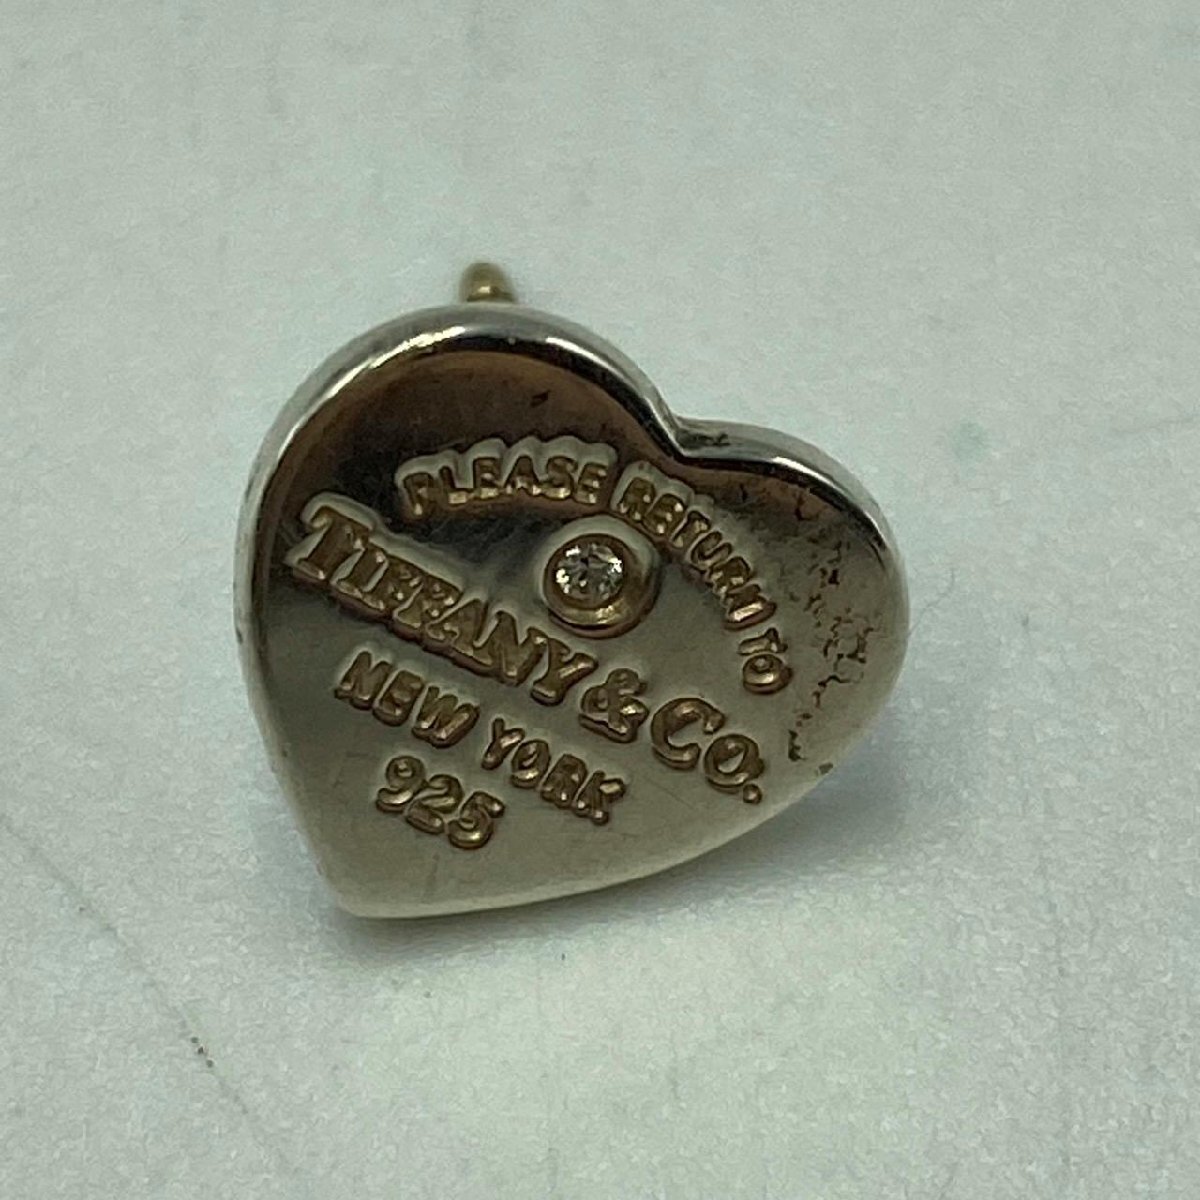 PLEASE RETURN TO
TIFFANY & CO.
NEW YORK
925